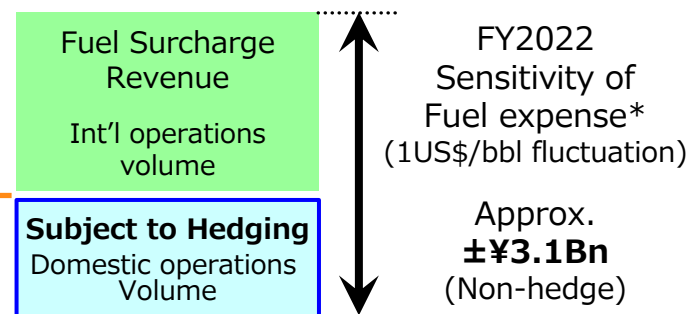 Fuel Surcharge
Revenue
Int'l operations
volume
Subject to Hedging
Domestic operations
Volume
FY2022
Sensitivity of
Fuel expense*
(1US$/bbl fluctuation)
Approx.
±¥3.1Bn
(Non-hedge)